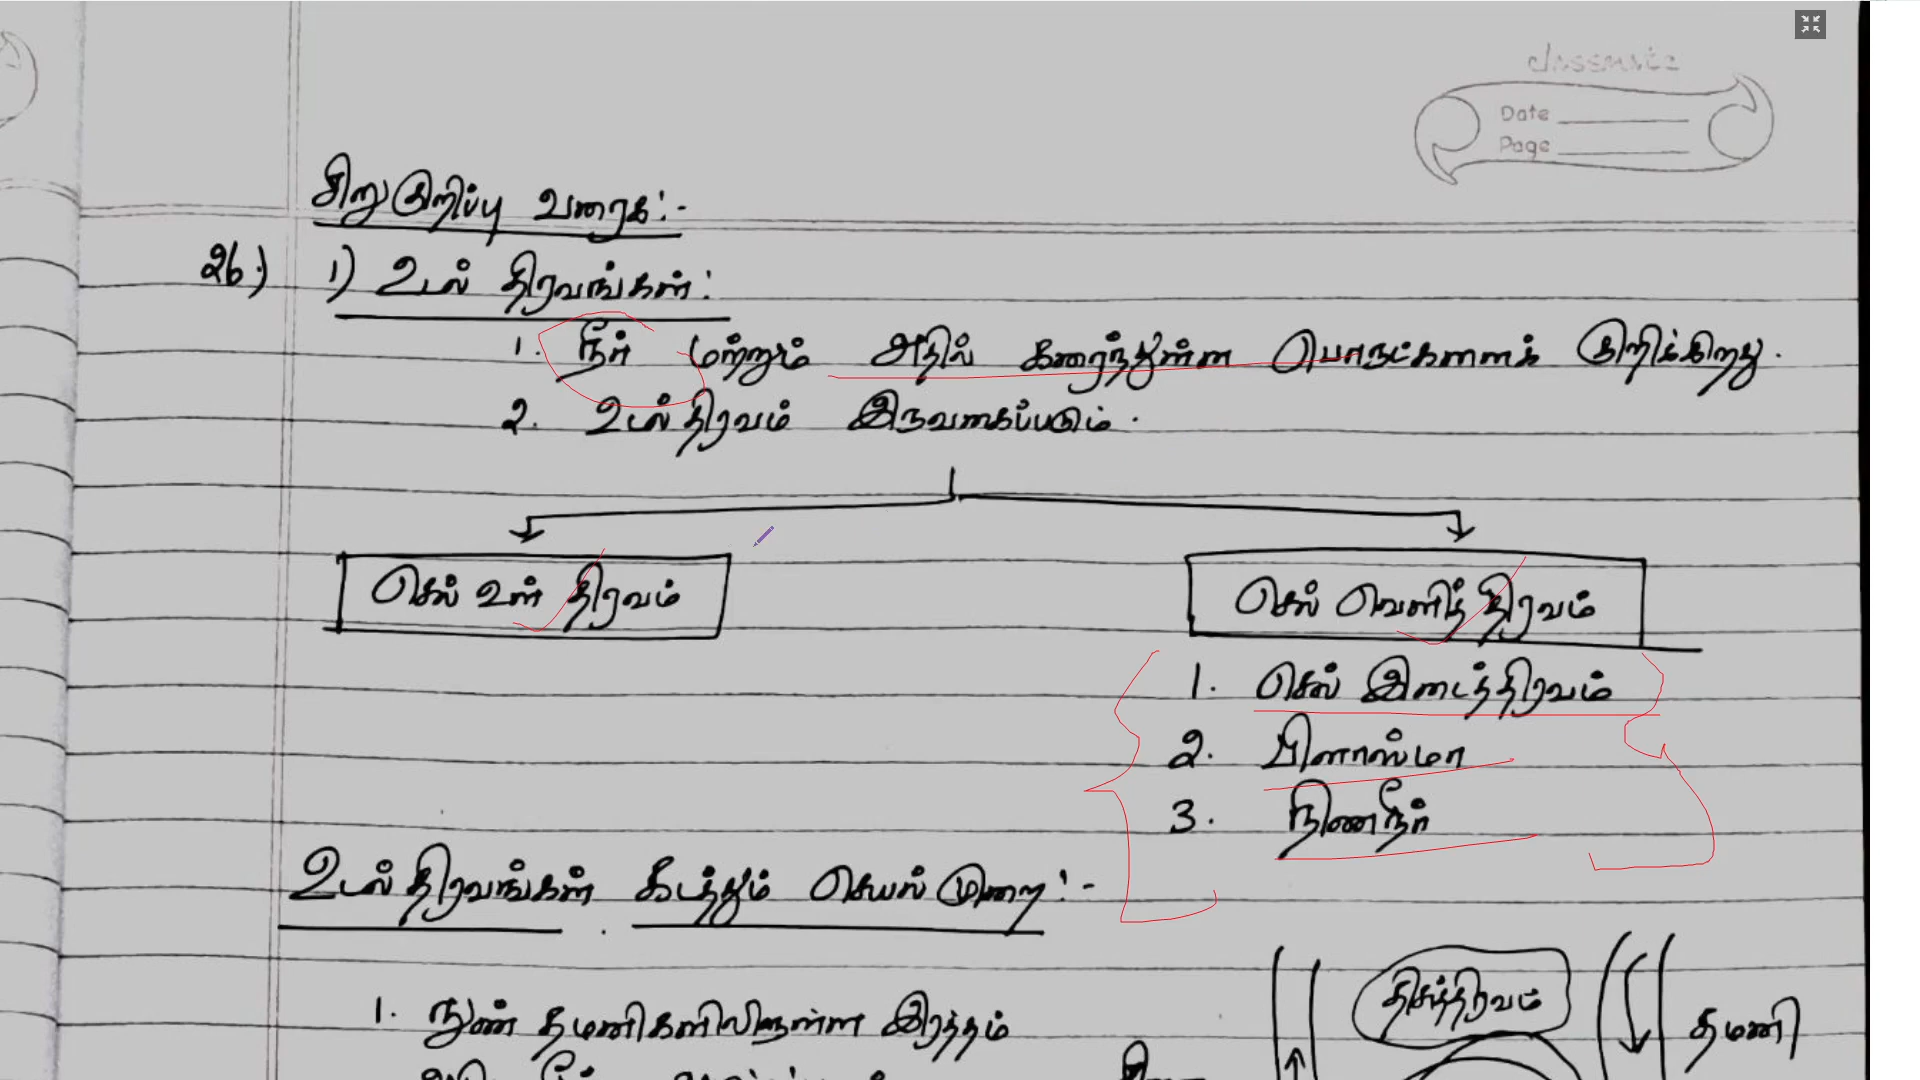 classmate
Date
Page
சிறு குறிப்பு வரைக:-
26.) 1) உடல் திரவங்கள்:
1. நீர் மற்றும் அதில் கரைந்துள்ள பொருட்களைக் குறிக்கிறது.
2. உடல் திரவம் இருவகைப்படும்.
செல் உள் திரவம் செல் வெளித் திரவம்
1. செல் இடைத்திரவம்
2. பிளாஸ்மா
3. நிணநீர்
உடல் திரவங்கள் கடத்தும் செயல் முறை:-
திசுத்திரவம்
1. நுண் தமனிகளிலிலுள்ள இரத்தம் தமனி